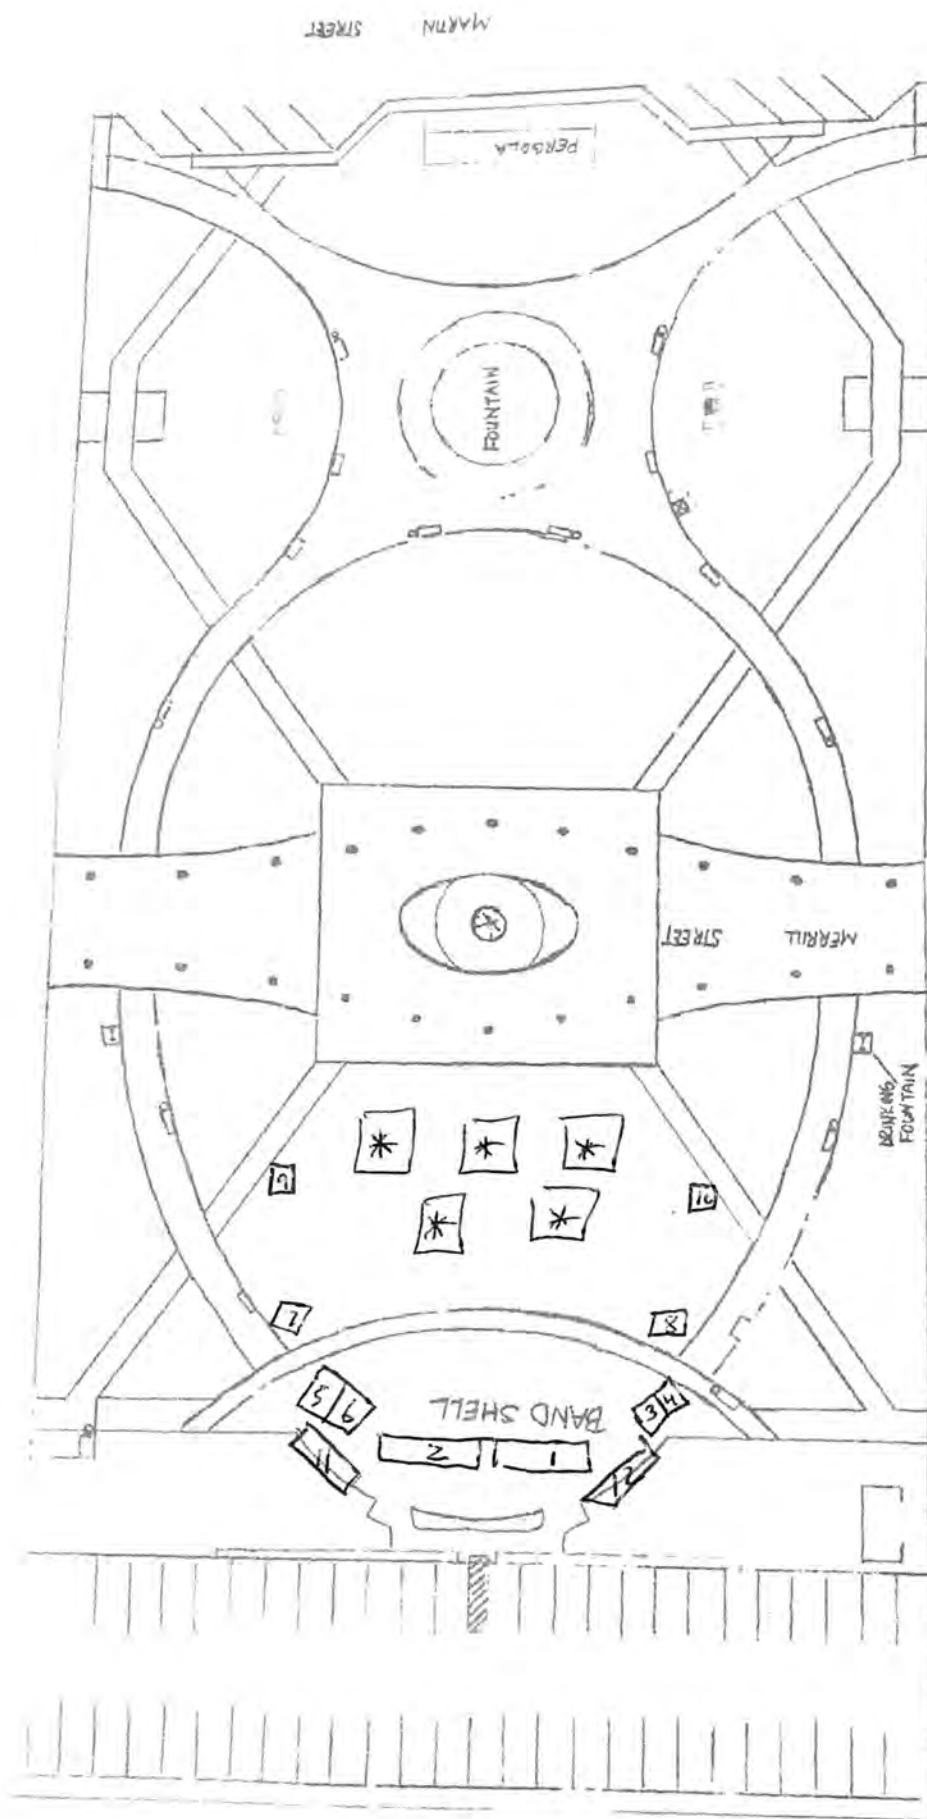 MARTIN STREET
PERGOLA
FOUNTAIN
STREET MERRILL
DRINKING
FOUNTAIN
* * *
* *
10
7
8
5 6
BAND SHELL
3 4
11
2
1
12